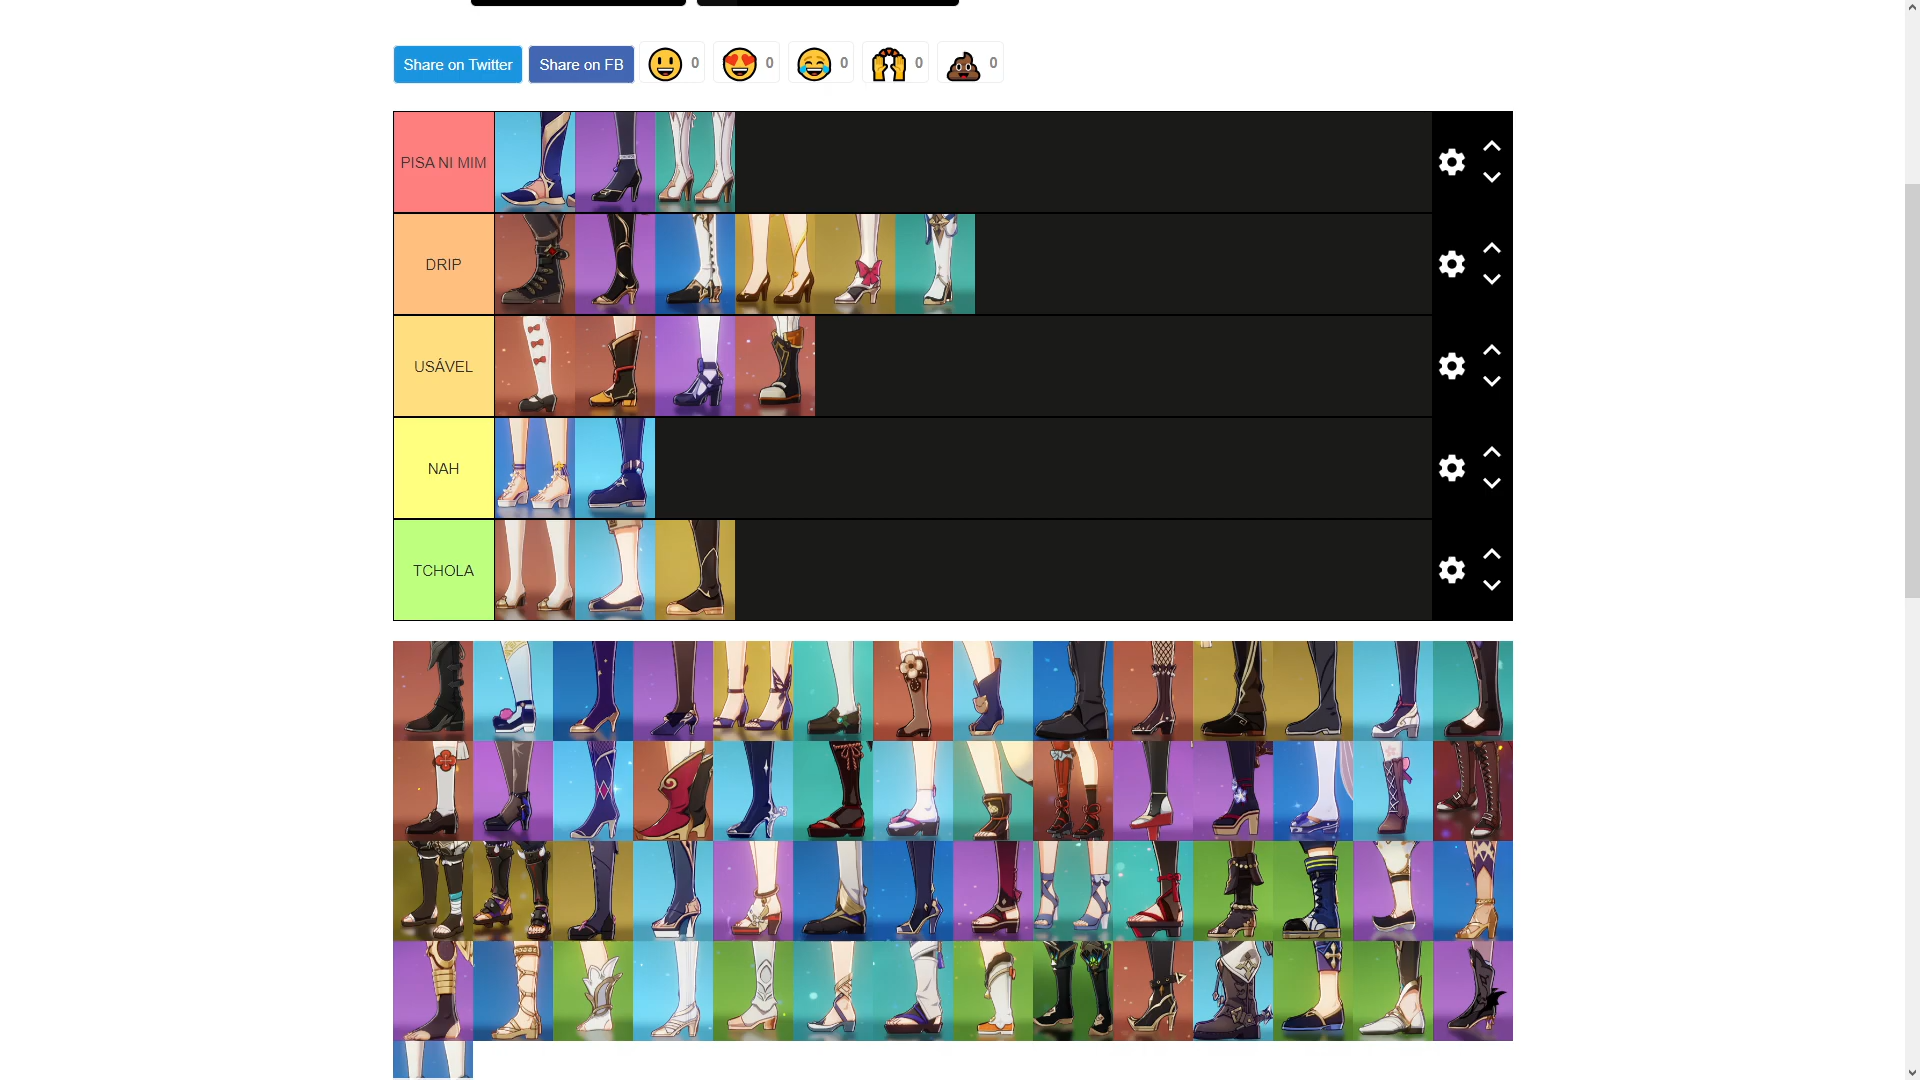 Share on Twitter
Share on FB
0
0
0
0
0
PISA NI MIM
DRIP
USÁVEL
NAH
TCHOLA